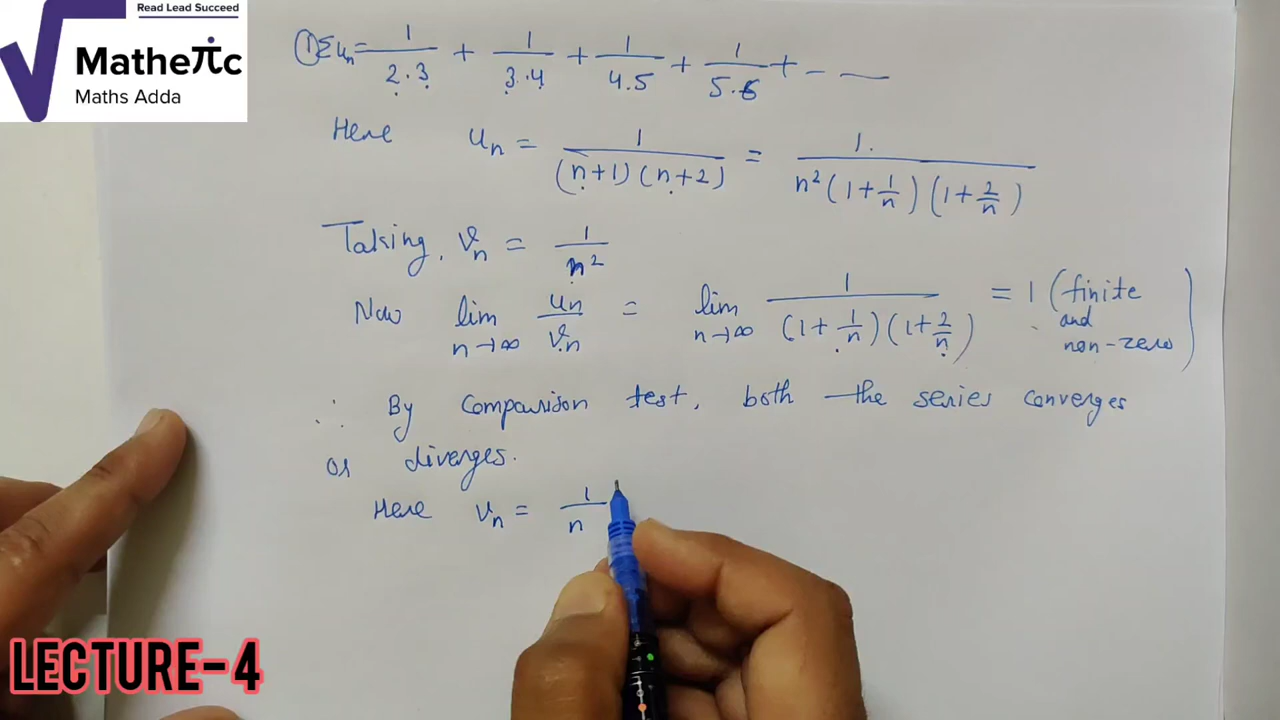 Read Lead Succeed
Matheπc
Maths Adda
① Σuₙ = 1/2·3 + 1/3·4 + 1/4·5 + 1/5·6 + - —
Here uₙ = 1/(n+1)(n+2) = 1/n²(1+1/n)(1+2/n)
Taking, vₙ = 1/n²
Now lim n→∞ uₙ/vₙ = lim n→∞ 1/(1+1/n)(1+2/n) = 1 (finite and non-zero)
∴ By Comparison test, both the series converges
or diverges.
Here vₙ = 1/n
LECTURE-4